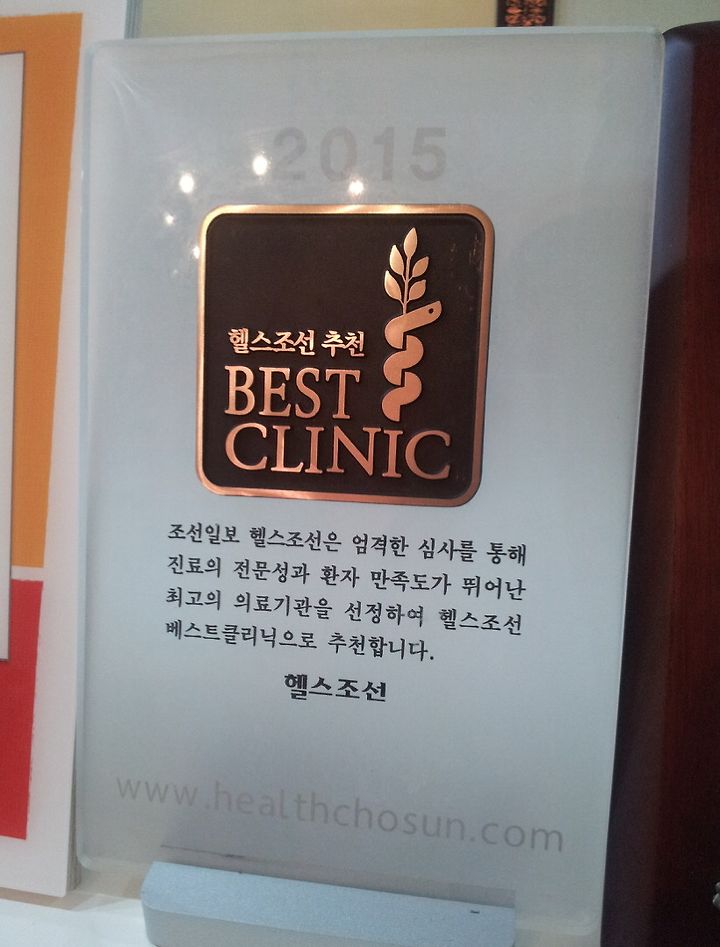 2015
헬스조선 추천
BEST
CLINIC
조선일보 헬스조선은 엄격한 심사를 통해
진료의 전문성과 환자 만족도가 뛰어난
최고의 의료기관을 선정하여 헬스조선
베스트클리닉으로 추천합니다.
헬스조선
www.healthchosun.com